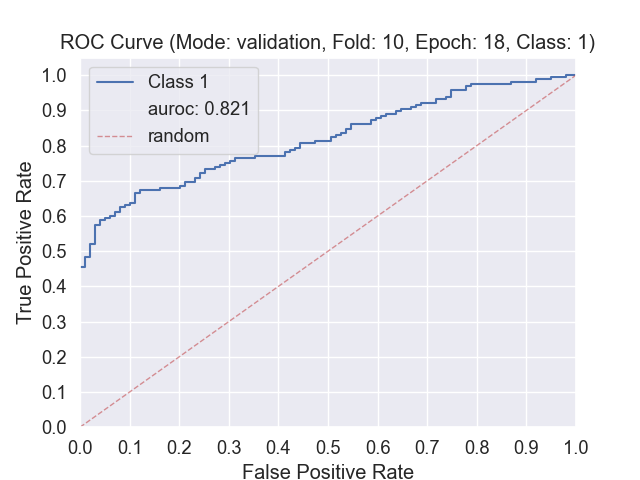 ROC Curve (Mode: validation, Fold: 10, Epoch: 18, Class: 1)
Class 1
auroc: 0.821
random
True Positive Rate
1.0
0.9
0.8
0.7
0.6
0.5
0.4
0.3
0.2
0.1
0.0
0.0 0.1 0.2 0.3 0.4 0.5 0.6 0.7 0.8 0.9 1.0
False Positive Rate